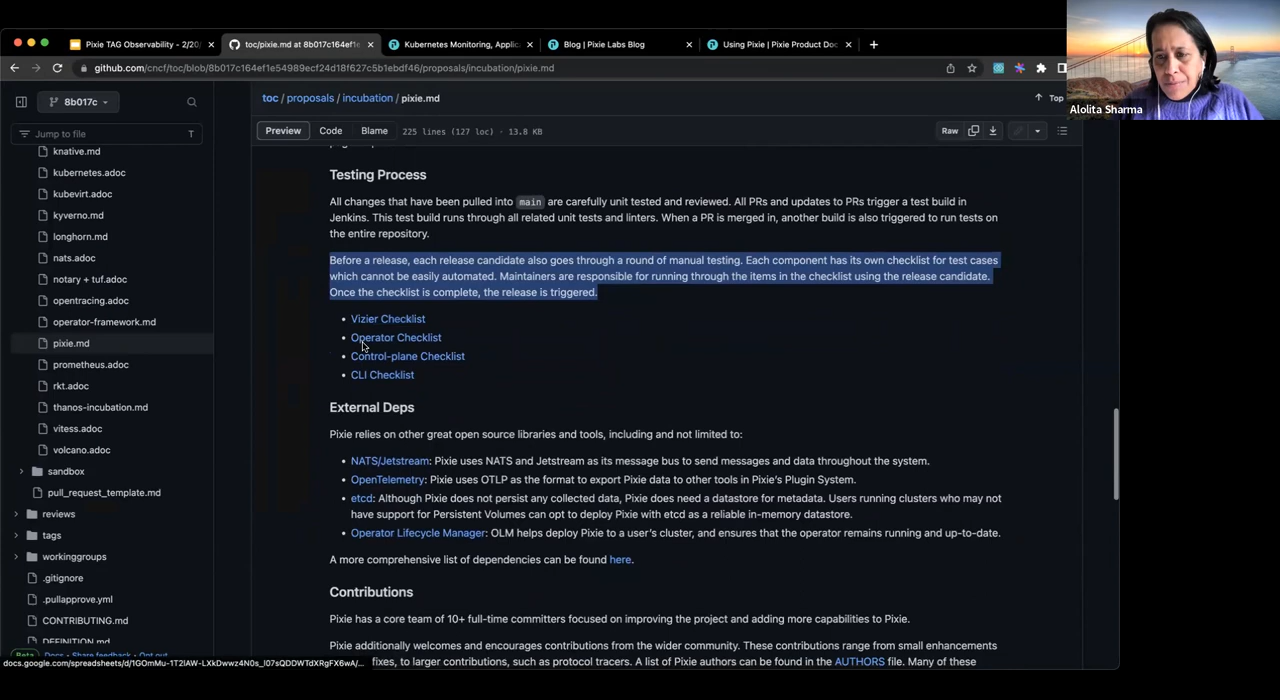 Pixie TAG Observability - 2/20/
toc/pixie.md at 8b017c164ef1e
Kubernetes Monitoring, Applic
Blog | Pixie Labs Blog
Using Pixie | Pixie Product Doc
github.com/cncf/toc/blob/8b017c164ef1e54989ecf24d18f627c5b1ebdf46/proposals/incubation/pixie.md
Alolita Sharma
8b017c
toc / proposals / incubation / pixie.md
Top
Jump to file
T
Preview
Code
Blame
225 lines (127 loc) · 13.8 KB
Raw
knative.md
kubernetes.adoc
kubevirt.adoc
kyverno.md
longhorn.md
nats.adoc
notary + tuf.adoc
opentracing.adoc
operator-framework.md
pixie.md
prometheus.adoc
rkt.adoc
thanos-incubation.md
vitess.adoc
volcano.adoc
sandbox
pull_request_template.md
reviews
tags
workinggroups
.gitignore
.pullapprove.yml
CONTRIBUTING.md
DEFINITION.md
Beta Docs · Share feedback · Opt out
Testing Process
All changes that have been pulled into main are carefully unit tested and reviewed. All PRs and updates to PRs trigger a test build in
Jenkins. This test build runs through all related unit tests and linters. When a PR is merged in, another build is also triggered to run tests on
the entire repository.
Before a release, each release candidate also goes through a round of manual testing. Each component has its own checklist for test cases
which cannot be easily automated. Maintainers are responsible for running through the items in the checklist using the release candidate.
Once the checklist is complete, the release is triggered.
• Vizier Checklist
• Operator Checklist
• Control-plane Checklist
• CLI Checklist
External Deps
Pixie relies on other great open source libraries and tools, including and not limited to:
• NATS/Jetstream: Pixie uses NATS and Jetstream as its message bus to send messages and data throughout the system.
• OpenTelemetry: Pixie uses OTLP as the format to export Pixie data to other tools in Pixie's Plugin System.
• etcd: Although Pixie does not persist any collected data, Pixie does need a datastore for metadata. Users running clusters who may not
have support for Persistent Volumes can opt to deploy Pixie with etcd as a reliable in-memory datastore.
• Operator Lifecycle Manager: OLM helps deploy Pixie to a user's cluster, and ensures that the operator remains running and up-to-date.
A more comprehensive list of dependencies can be found here.
Contributions
Pixie has a core team of 10+ full-time committers focused on improving the project and adding more capabilities to Pixie.
Pixie additionally welcomes and encourages contributions from the wider community. These contributions range from small enhancements
fixes, to larger contributions, such as protocol tracers. A list of Pixie authors can be found in the AUTHORS file. Many of these